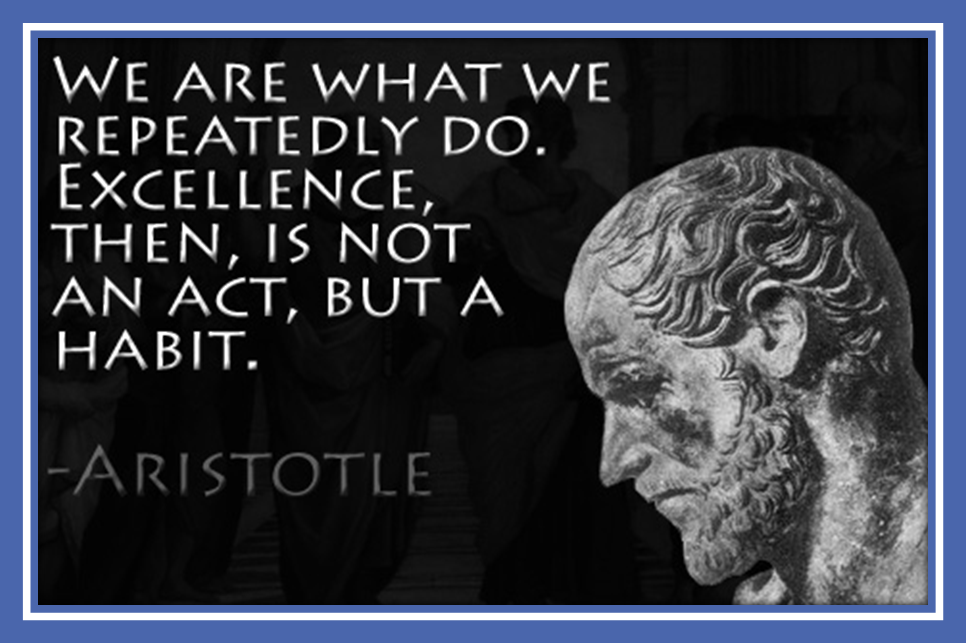 WE ARE WHAT WE
REPEATEDLY DO.
EXCELLENCE,
THEN, IS NOT
AN ACT, BUT A
HABIT.
-ARISTOTLE